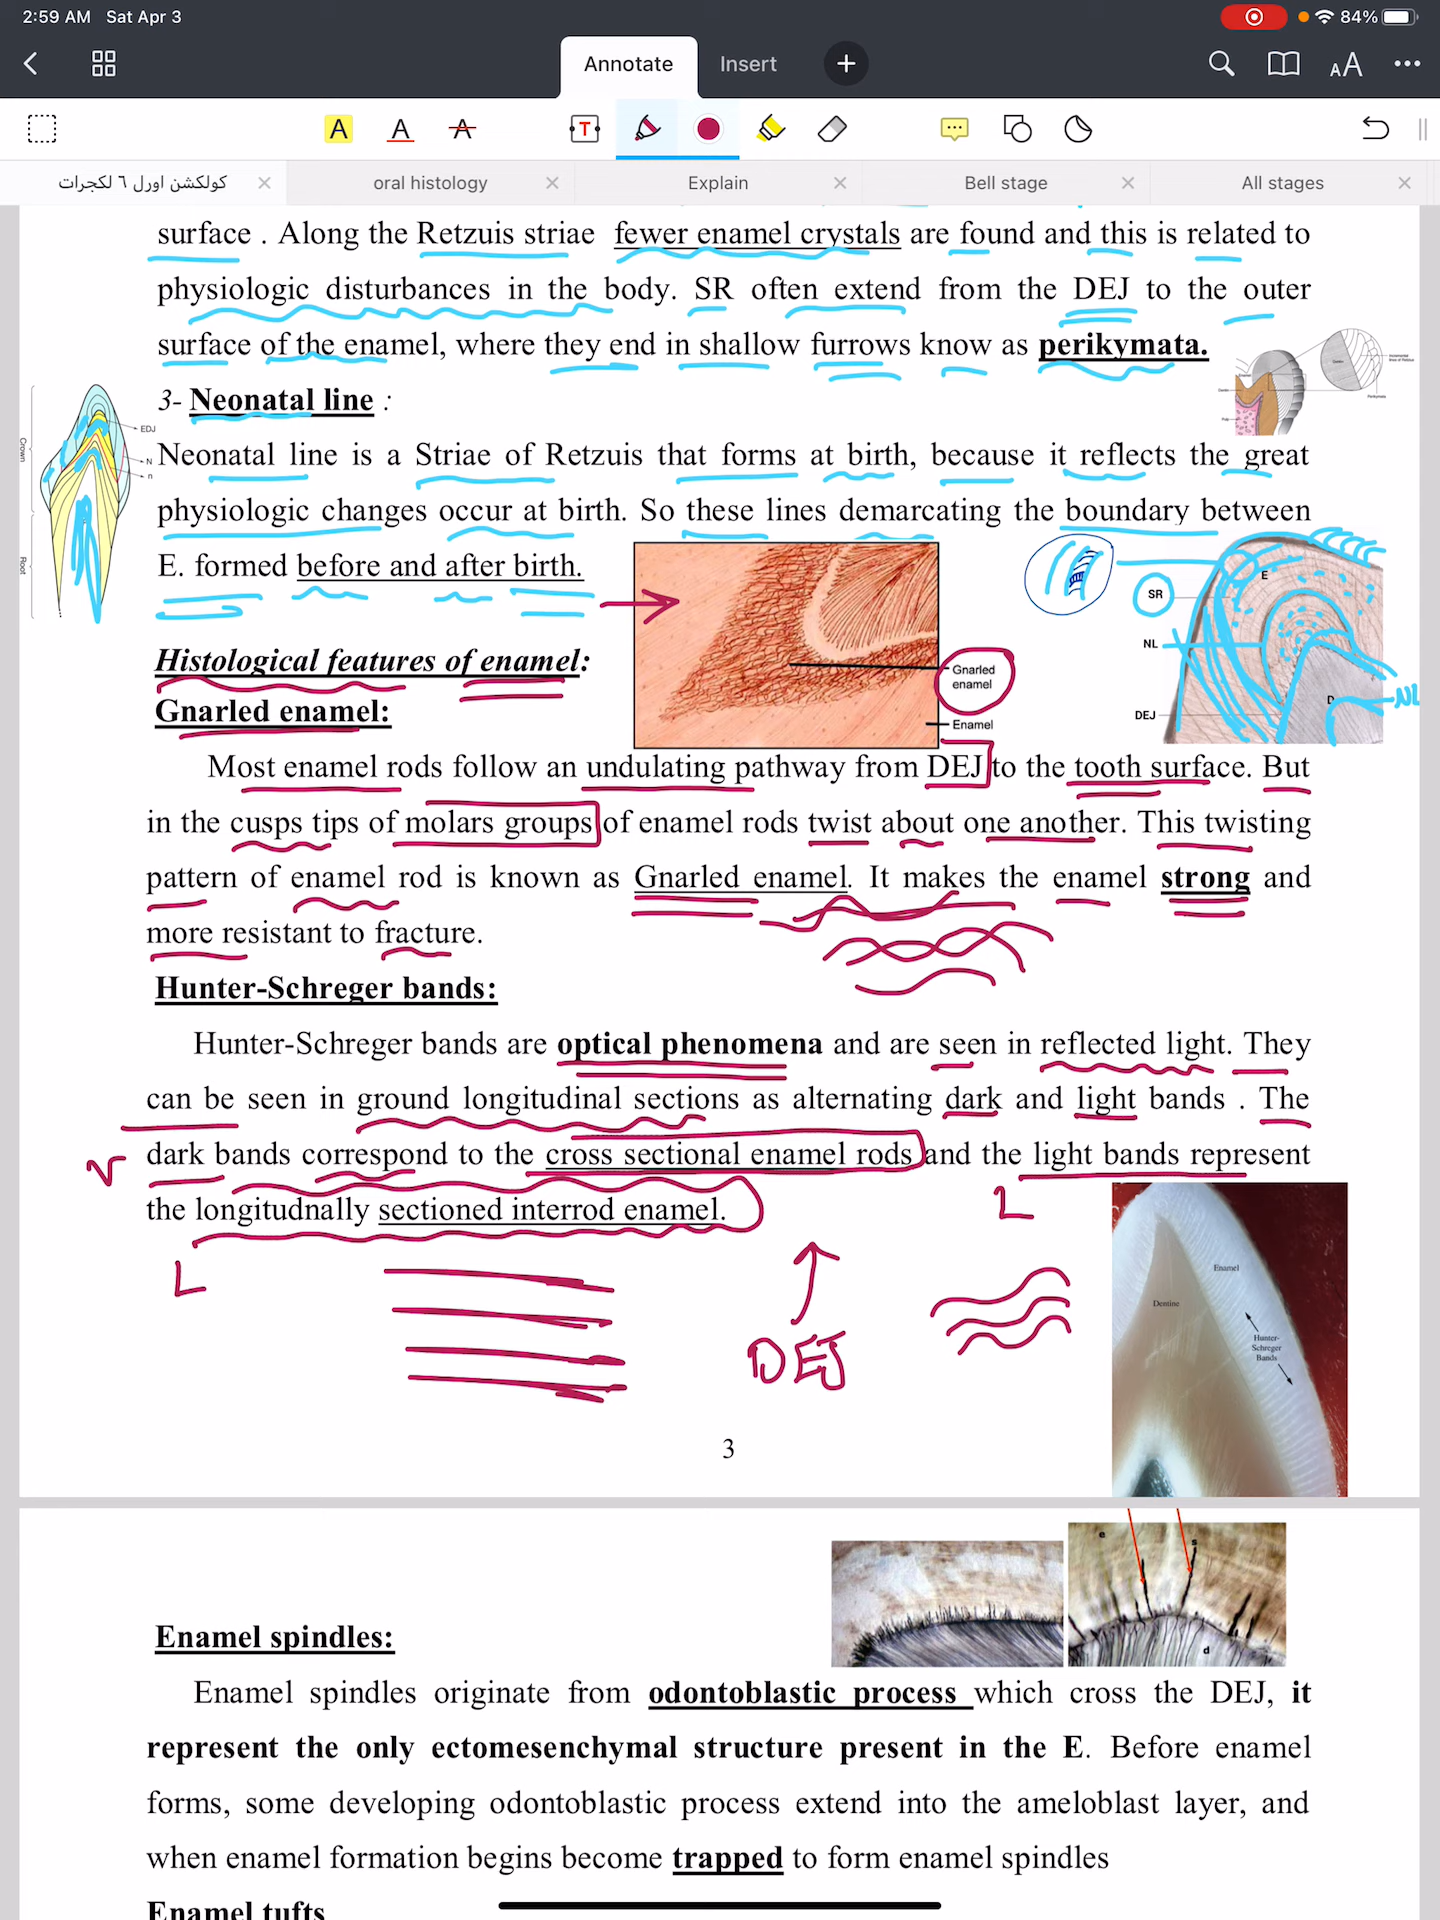 2:59 AM Sat Apr 3
84%
Annotate
Insert
AA
A A A T
كولكشن اورل ٦ لكجرات
oral histology
Explain
Bell stage
All stages
surface . Along the Retzuis striae fewer enamel crystals are found and this is related to
physiologic disturbances in the body. SR often extend from the DEJ to the outer
surface of the enamel, where they end in shallow furrows know as perikymata.
3- Neonatal line :
Crown
Root
EDJ
N
n
Neonatal line is a Striae of Retzuis that forms at birth, because it reflects the great
physiologic changes occur at birth. So these lines demarcating the boundary between
E. formed before and after birth.
Gnarled
enamel
Enamel
E
SR
NL
D
NL
DEJ
Histological features of enamel:
Gnarled enamel:
Most enamel rods follow an undulating pathway from DEJ to the tooth surface. But
in the cusps tips of molars groups of enamel rods twist about one another. This twisting
pattern of enamel rod is known as Gnarled enamel. It makes the enamel strong and
more resistant to fracture.
Hunter-Schreger bands:
Hunter-Schreger bands are optical phenomena and are seen in reflected light. They
can be seen in ground longitudinal sections as alternating dark and light bands . The
dark bands correspond to the cross sectional enamel rods and the light bands represent
the longitudnally sectioned interrod enamel.
L
L
DEJ
Enamel
Dentine
Hunter-
Schreger
Bands
3
e
s
d
Enamel spindles:
Enamel spindles originate from odontoblastic process which cross the DEJ, it
represent the only ectomesenchymal structure present in the E. Before enamel
forms, some developing odontoblastic process extend into the ameloblast layer, and
when enamel formation begins become trapped to form enamel spindles
Enamel tufts